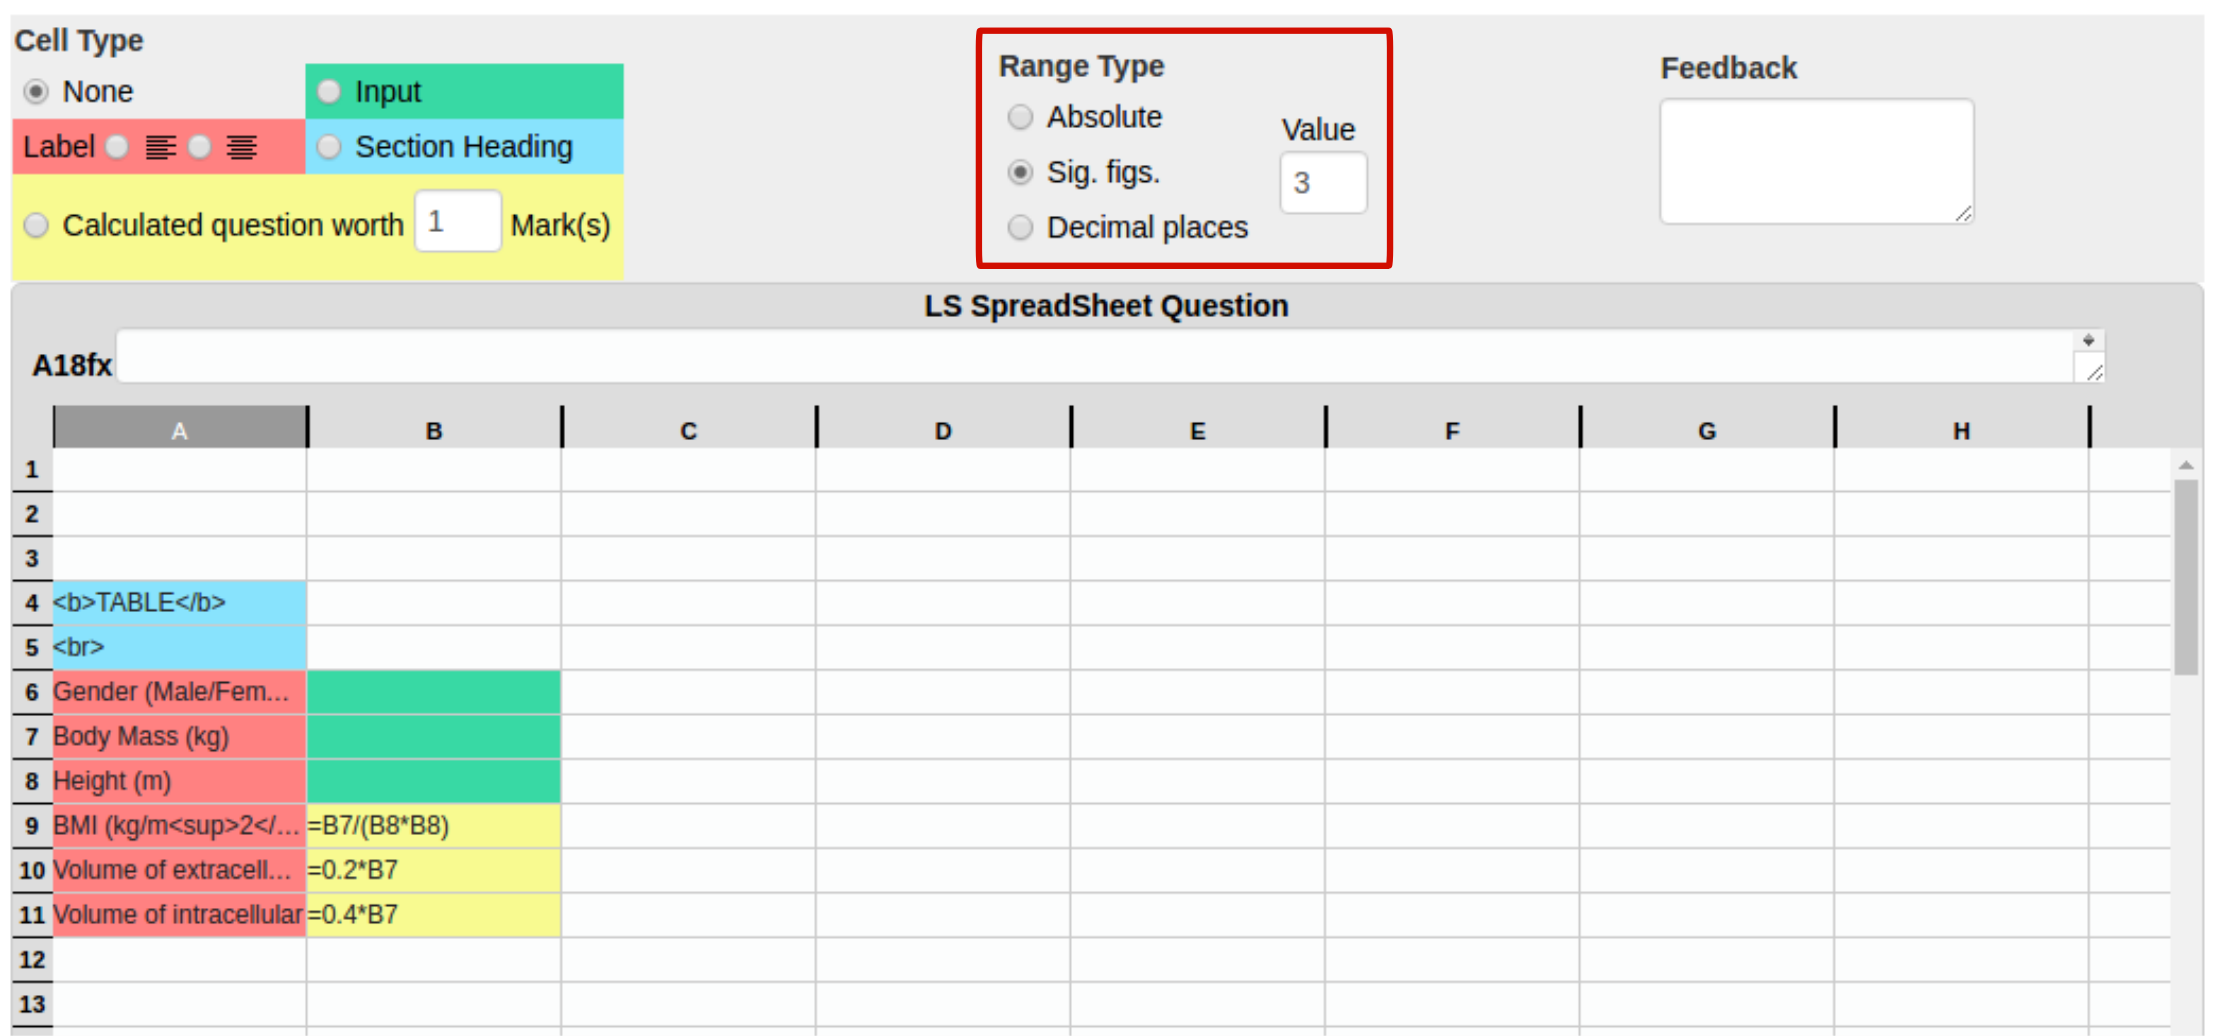 Cell Type
None
Input
Label
Section Heading
Calculated question worth 1 Mark(s)
Range Type
Absolute
Sig. figs.
Decimal places
Value
3
Feedback
LS SpreadSheet Question
A18fx
A B C D E F G H
1
2
3
4 <b>TABLE</b>
5 <br>
6 Gender (Male/Fem...
7 Body Mass (kg)
8 Height (m)
9 BMI (kg/m<sup>2</... =B7/(B8*B8)
10 Volume of extracell... =0.2*B7
11 Volume of intracellular =0.4*B7
12
13